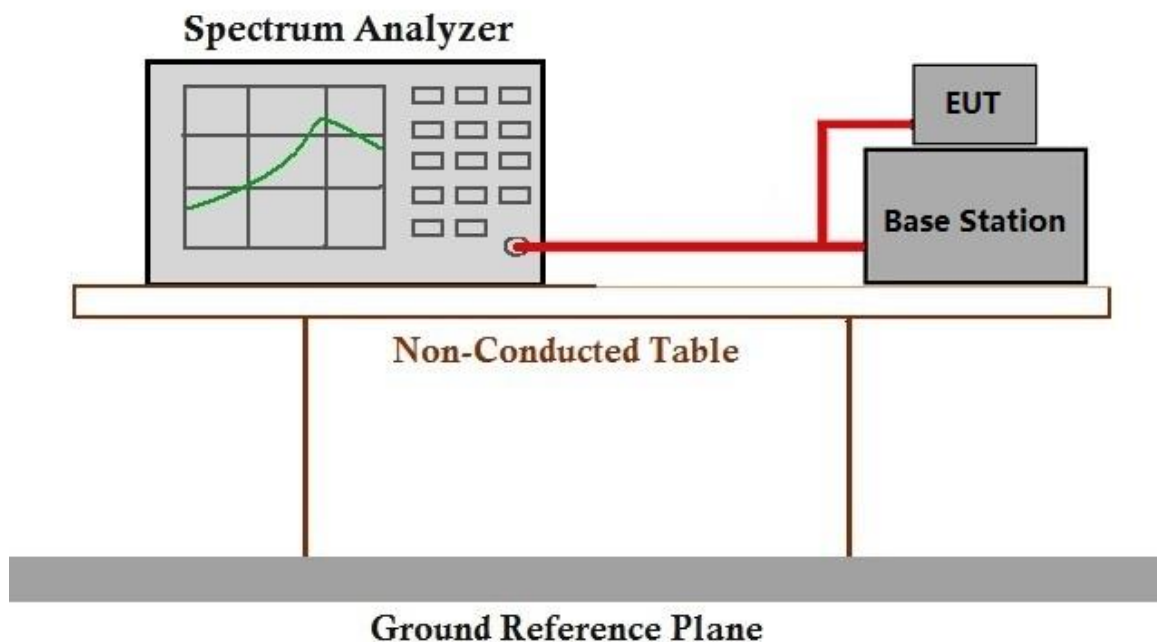 Spectrum Analyzer
EUT
Base Station
Non-Conducted Table
Ground Reference Plane